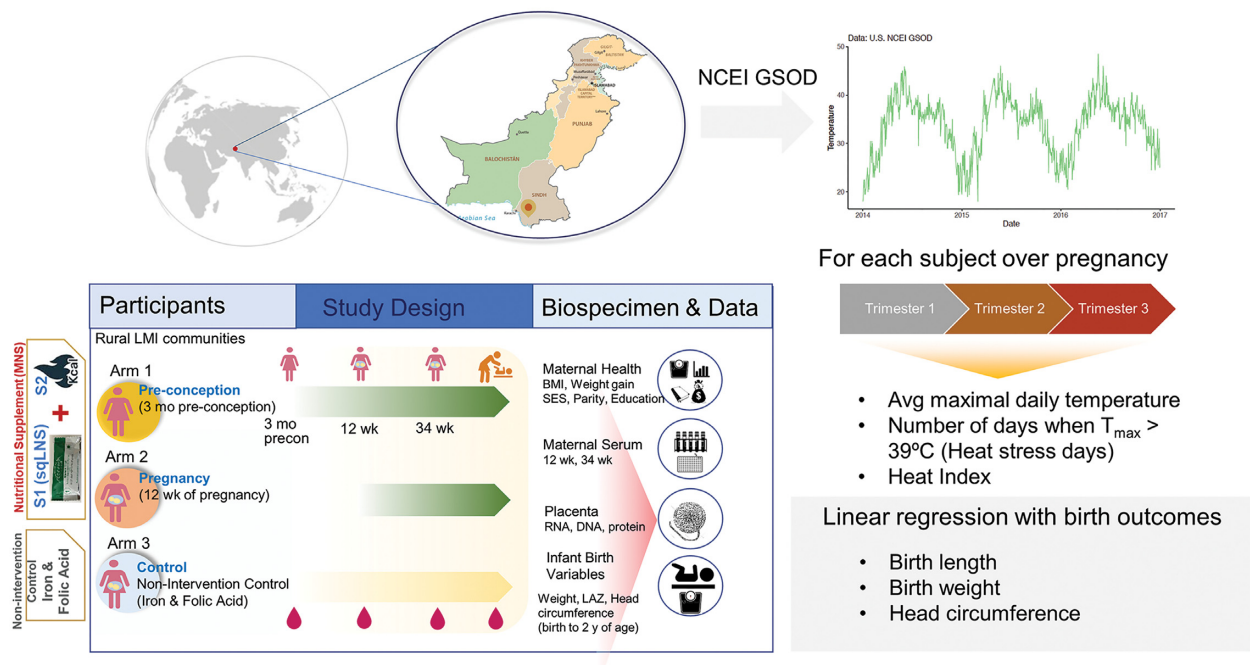 NCEI GSOD
Data: U.S. NCEI GSOD
Temperature
50
40
30
20
2014
2015
2016
2017
Date
PUNJAB
BALOCHISTAN
SINDH
Quetta
Lahore
Karachi
Arabian Sea
For each subject over pregnancy
Trimester 1
Trimester 2
Trimester 3
• Avg maximal daily temperature
• Number of days when Tmax >
39ºC (Heat stress days)
• Heat Index
Linear regression with birth outcomes
• Birth length
• Birth weight
• Head circumference
Participants
Study Design
Biospecimen & Data
Rural LMI communities
Nutritional Supplement (MNS)
S1 (sqLNS) + S2
Kcal
Non-intervention
Control
Iron &
Folic Acid
Arm 1
Pre-conception
(3 mo pre-conception)
Arm 2
Pregnancy
(12 wk of pregnancy)
Arm 3
Control
Non-Intervention Control
(Iron & Folic Acid)
3 mo
precon
12 wk
34 wk
Maternal Health
BMI, Weight gain
SES, Parity, Education
Maternal Serum
12 wk, 34 wk
Placenta
RNA, DNA, protein
Infant Birth
Variables
Weight, LAZ, Head
circumference
(birth to 2 y of age)